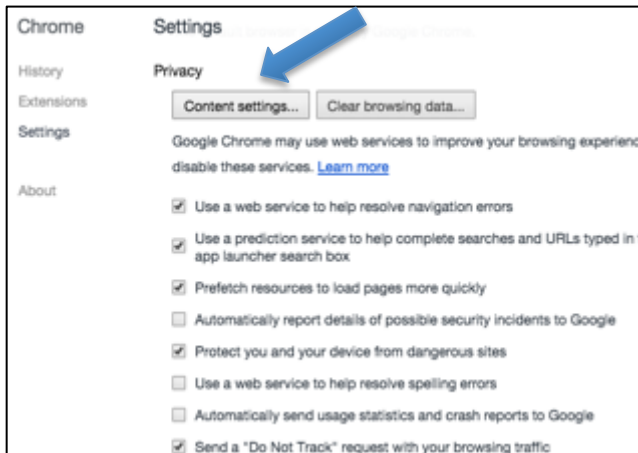 Chrome
Settings
History
Extensions
Settings
About
Privacy
Content settings...
Clear browsing data...
Google Chrome may use web services to improve your browsing experienc
disable these services. Learn more
Use a web service to help resolve navigation errors
Use a prediction service to help complete searches and URLs typed in
app launcher search box
Prefetch resources to load pages more quickly
Automatically report details of possible security incidents to Google
Protect you and your device from dangerous sites
Use a web service to help resolve spelling errors
Automatically send usage statistics and crash reports to Google
Send a "Do Not Track" request with your browsing traffic